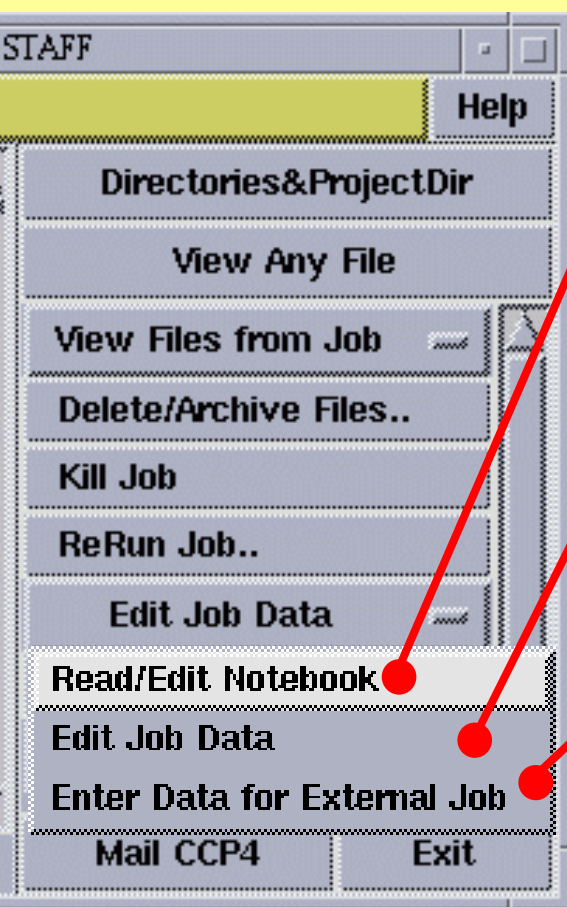 STAFF
Help
Directories&ProjectDir
View Any File
View Files from Job
Delete/Archive Files..
Kill Job
ReRun Job..
Edit Job Data
Read/Edit Notebook
Edit Job Data
Enter Data for External Job
Mail CCP4 Exit